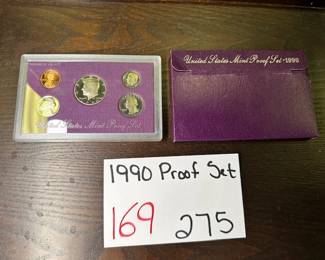 United States Mint Proof Set
United States Mint Proof Set - 1990
1990 Proof Set
169 275